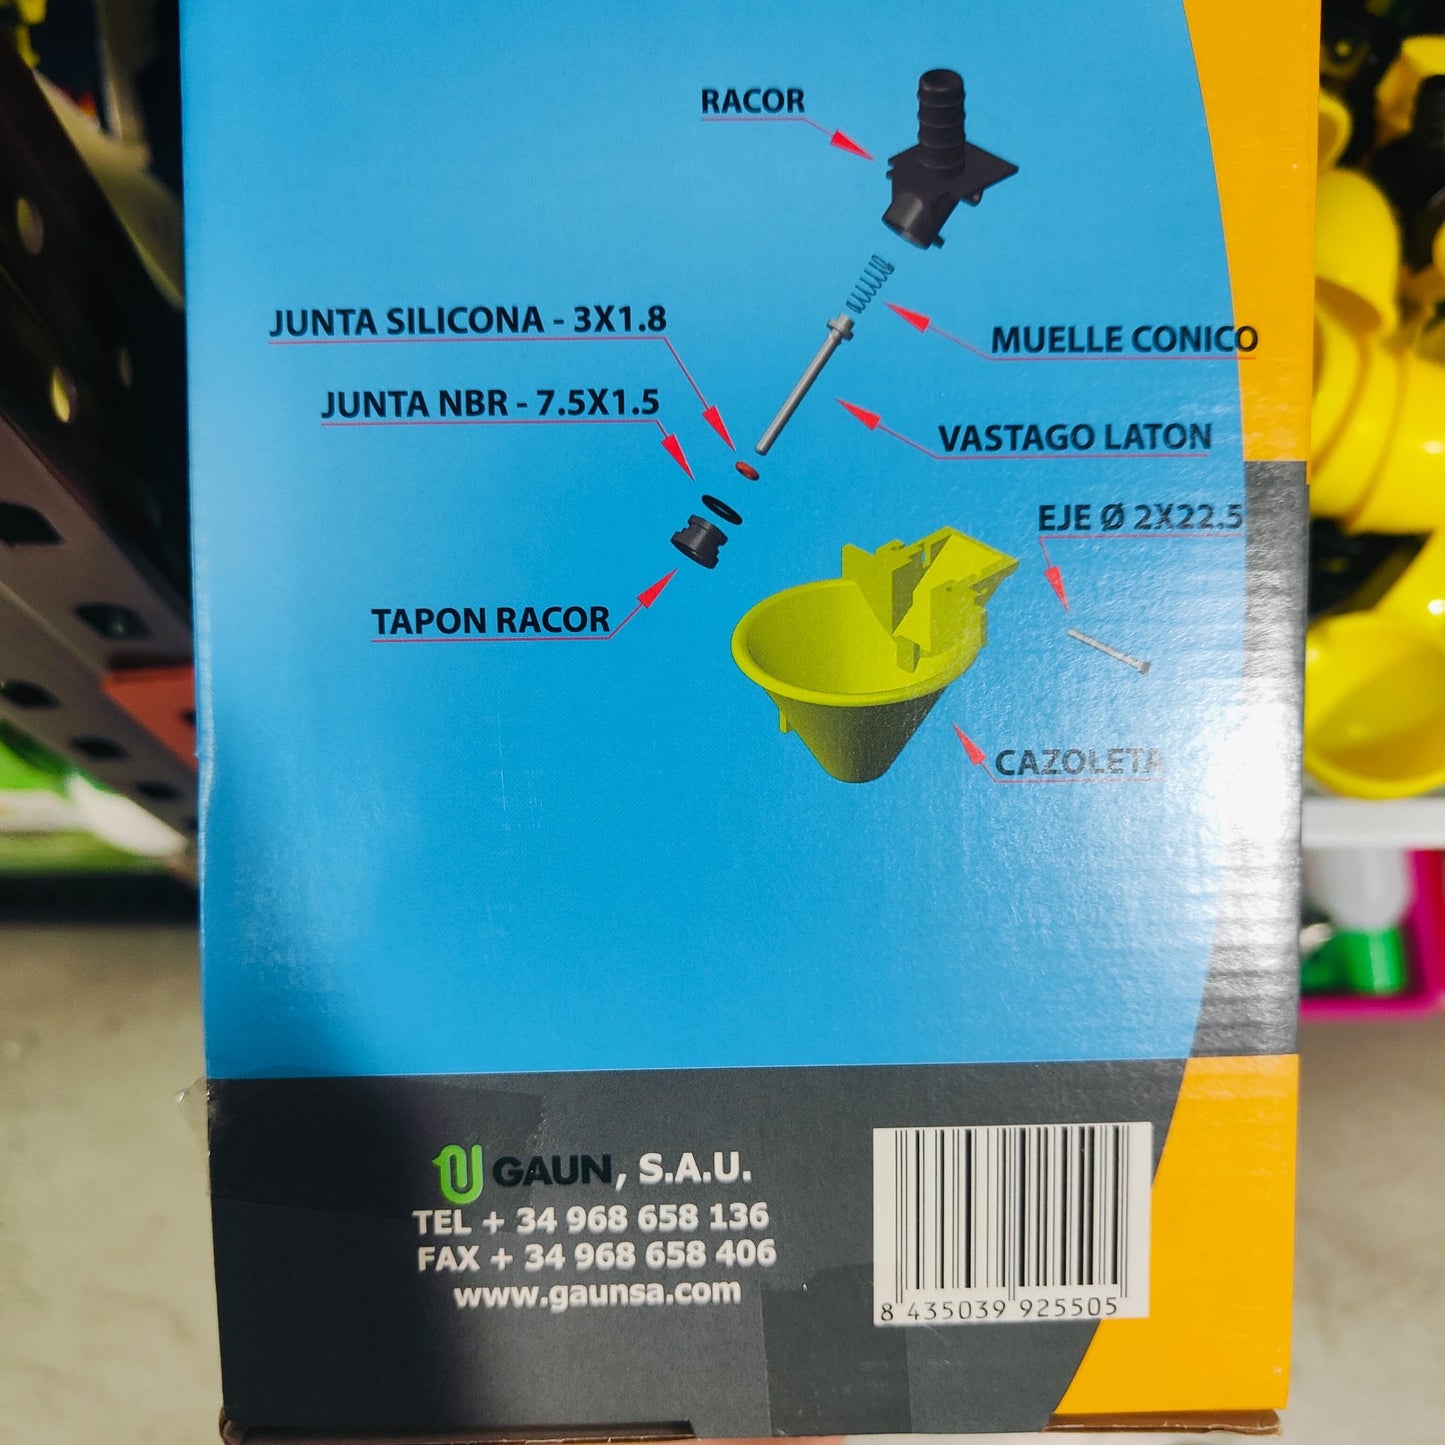 RACOR
JUNTA SILICONA - 3X1.8
MUELLE CONICO
JUNTA NBR - 7.5X1.5
VASTAGO LATON
EJE Ø 2X22.5
TAPON RACOR
CAZOLETA
GAUN, S.A.U.
TEL + 34 968 658 136
FAX + 34 968 658 406
www.gaunsa.com
8 435039 925505